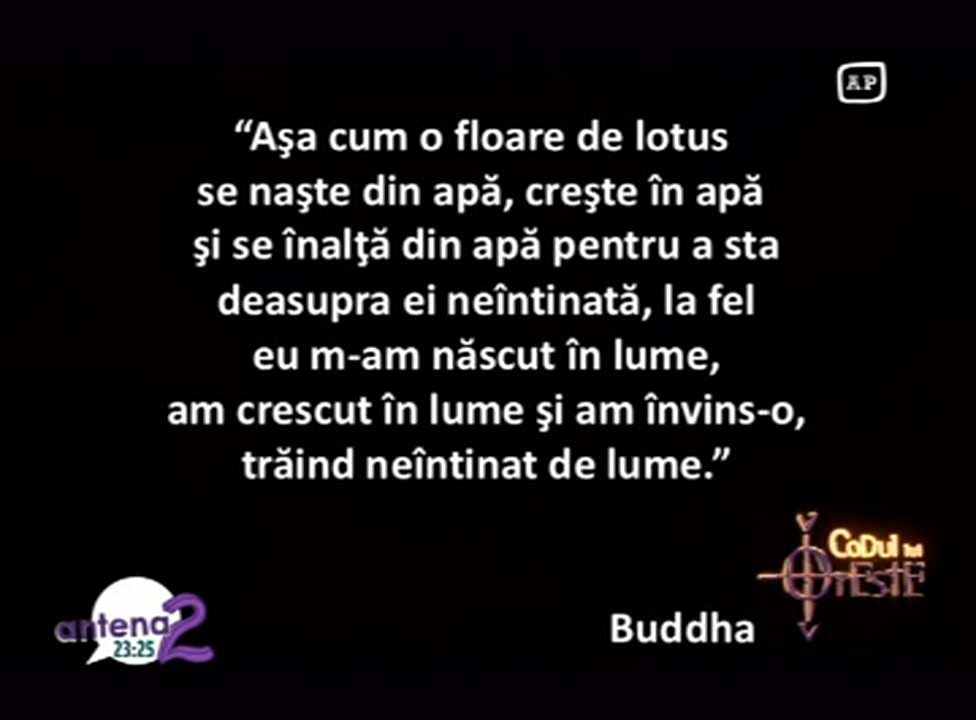 AP
“Aşa cum o floare de lotus
se naşte din apă, creşte în apă
şi se înalţă din apă pentru a sta
deasupra ei neîntinată, la fel
eu m-am născut în lume,
am crescut în lume şi am învins-o,
trăind neîntinat de lume.”
CoDul lui
OrEstE
antena 2
23:25
Buddha